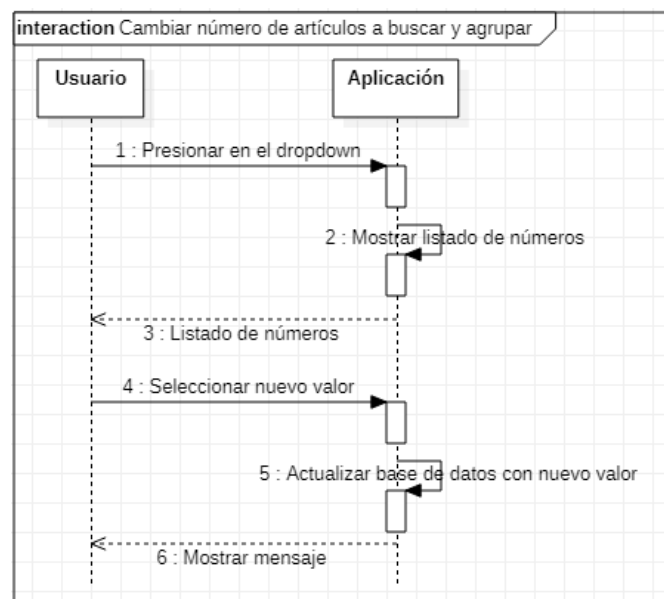 interaction Cambiar número de artículos a buscar y agrupar
Usuario
Aplicación
1 : Presionar en el dropdown
2 : Mostrar listado de números
3 : Listado de números
4 : Seleccionar nuevo valor
5 : Actualizar base de datos con nuevo valor
6 : Mostrar mensaje